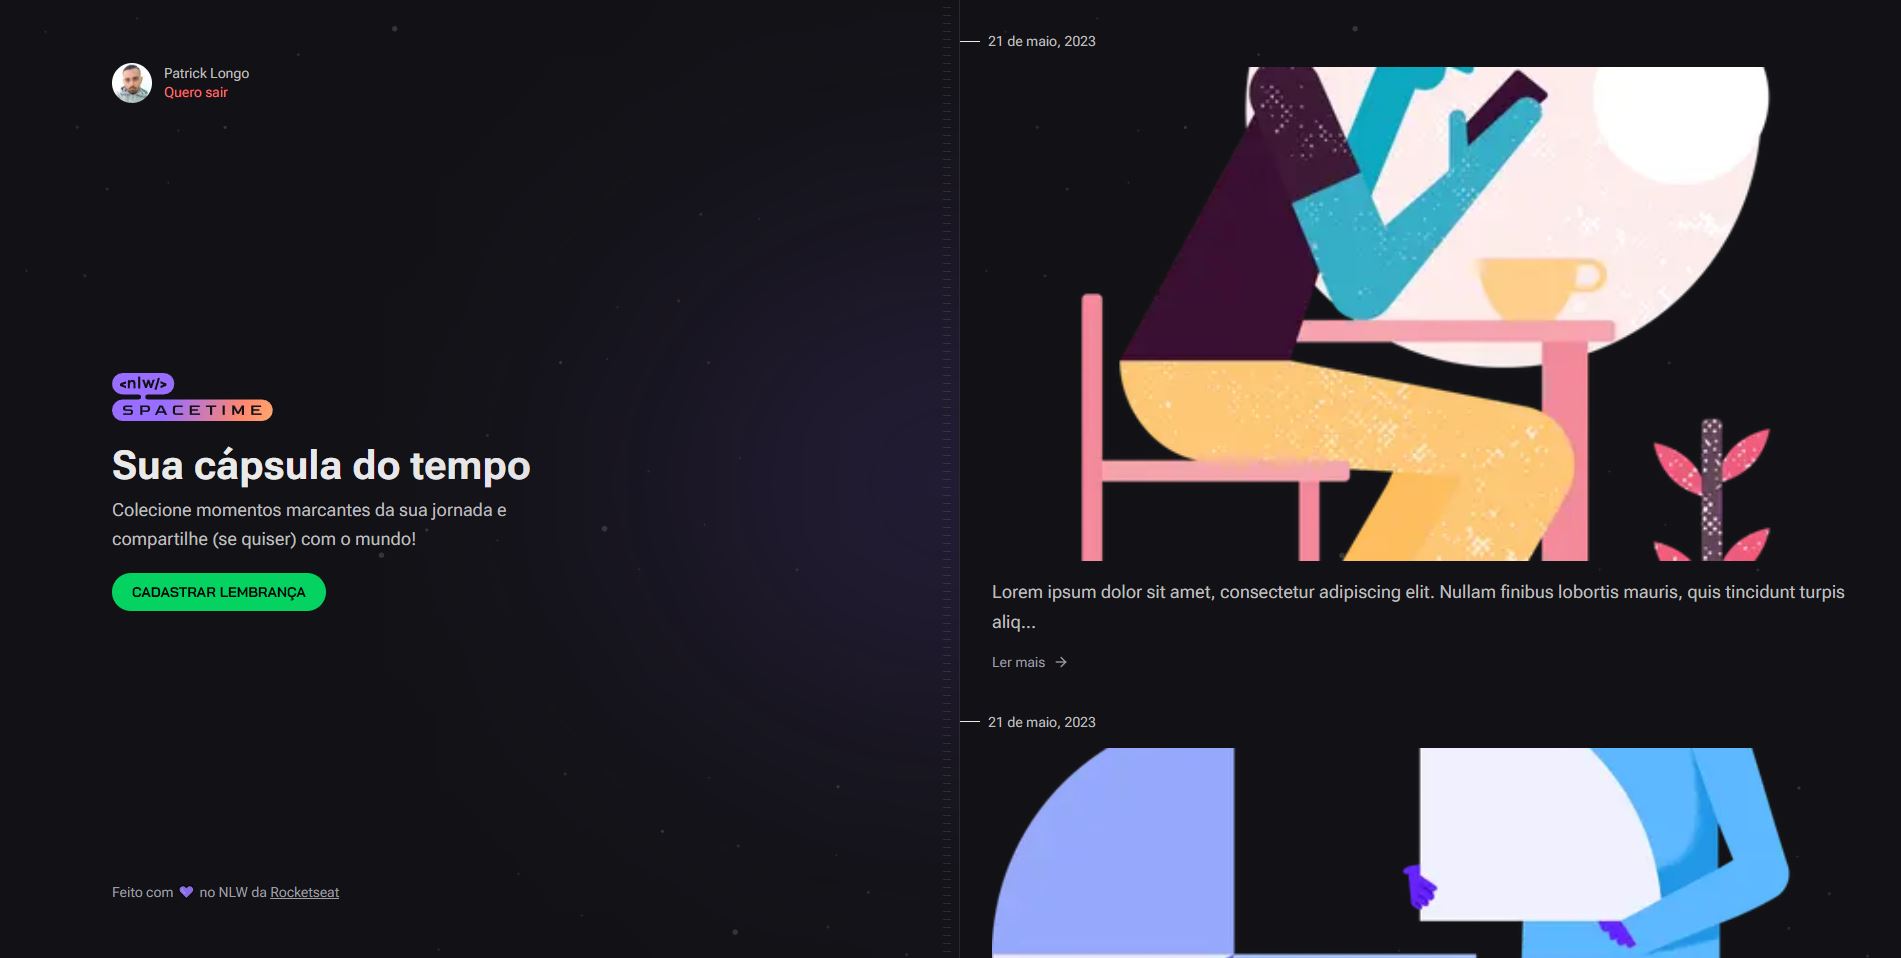 Patrick Longo
Quero sair
<nlw/>
SPACETIME
Sua cápsula do tempo
Colecione momentos marcantes da sua jornada e
compartilhe (se quiser) com o mundo!
CADASTRAR LEMBRANÇA
Feito com 💜 no NLW da Rocketseat
21 de maio, 2023
Lorem ipsum dolor sit amet, consectetur adipiscing elit. Nullam finibus lobortis mauris, quis tincidunt turpis
aliq...
Ler mais →
21 de maio, 2023